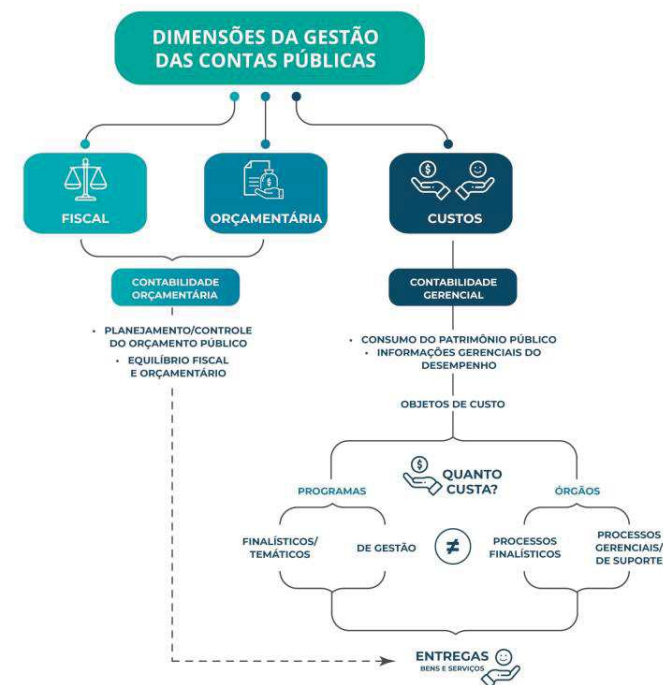 DIMENSÕES DA GESTÃO
DAS CONTAS PÚBLICAS
FISCAL
ORÇAMENTÁRIA
$
CUSTOS
CONTABILIDADE
ORÇAMENTÁRIA
• PLANEJAMENTO/CONTROLE
DO ORÇAMENTO PÚBLICO
• EQUILÍBRIO FISCAL
E ORÇAMENTÁRIO
CONTABILIDADE
GERENCIAL
• CONSUMO DO PATRIMÔNIO PÚBLICO
• INFORMAÇÕES GERENCIAIS DO
DESEMPENHO
OBJETOS DE CUSTO
$
QUANTO
CUSTA?
PROGRAMAS
ÓRGÃOS
FINALÍSTICOS/
TEMÁTICOS
DE GESTÃO
≠
PROCESSOS
FINALÍSTICOS
PROCESSOS
GERENCIAIS/
DE SUPORTE
ENTREGAS
BENS E SERVIÇOS